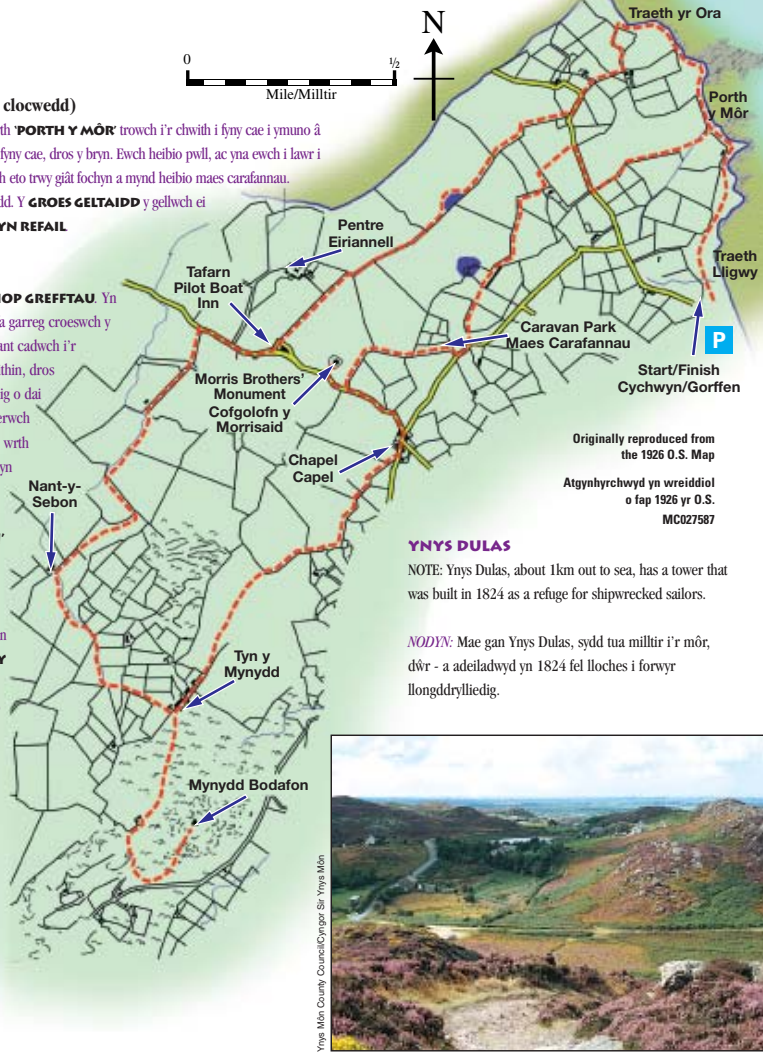 Traeth yr Ora
N
0
½
Mile/Milltir
Porth
y Môr
clocwedd)
'PORTH Y MÔR' trowch i'r chwith i fyny cae i ymuno â
fyny cae, dros y bryn. Ewch heibio pwll, ac yna ewch i lawr i
eto trwy giât fochyn a mynd heibio maes carafannau.
Y GROES GELTAIDD y gellwch ei
YN REFAIL
Pentre
Eiriannell
Tafarn
Pilot Boat
Inn
Traeth
Lligwy
HOP GREFFTAU. Yn
a garreg croeswch y
ant cadwch i'r
ithin, dros
ig o dai
erwch
wrth
yn
Caravan Park
Maes Carafannau
P
Start/Finish
Cychwyn/Gorffen
Morris Brothers'
Monument
Cofgolofn y
Morrisaid
Chapel
Capel
Originally reproduced from
the 1926 O.S. Map
Atgynhyrchwyd yn wreiddiol
o fap 1926 yr O.S.
MC027587
Nant-y-
Sebon
YNYS DULAS
NOTE: Ynys Dulas, about 1km out to sea, has a tower that
was built in 1824 as a refuge for shipwrecked sailors.
NODYN: Mae gan Ynys Dulas, sydd tua milltir i'r môr,
dŵr - a adeiladwyd yn 1824 fel lloches i forwyr
llongddrylliedig.
n
Y
Tyn y
Mynydd
Mynydd Bodafon
Ynys Môn County Council/Cyngor Sir Ynys Môn